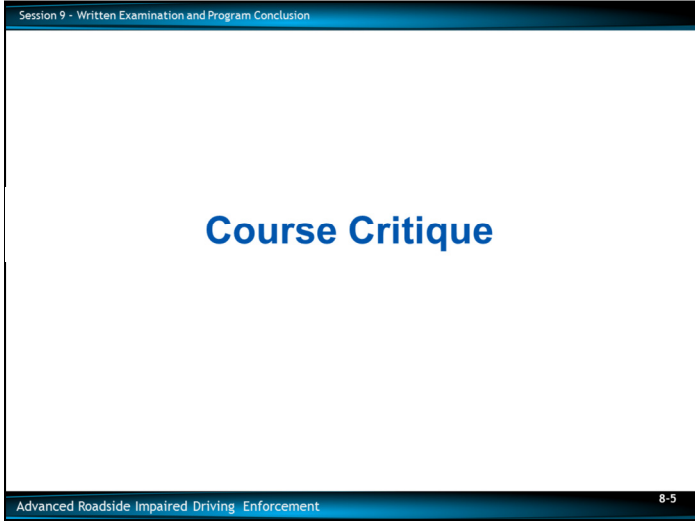 Session 9 - Written Examination and Program Conclusion
Course Critique
Advanced Roadside Impaired Driving Enforcement
8-5